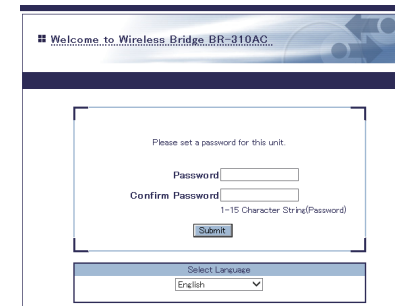 Welcome to Wireless Bridge BR-310AC
Please set a password for this unit.
Password
Confirm Password
1-15 Character String(Password)
Submit
Select Language
English